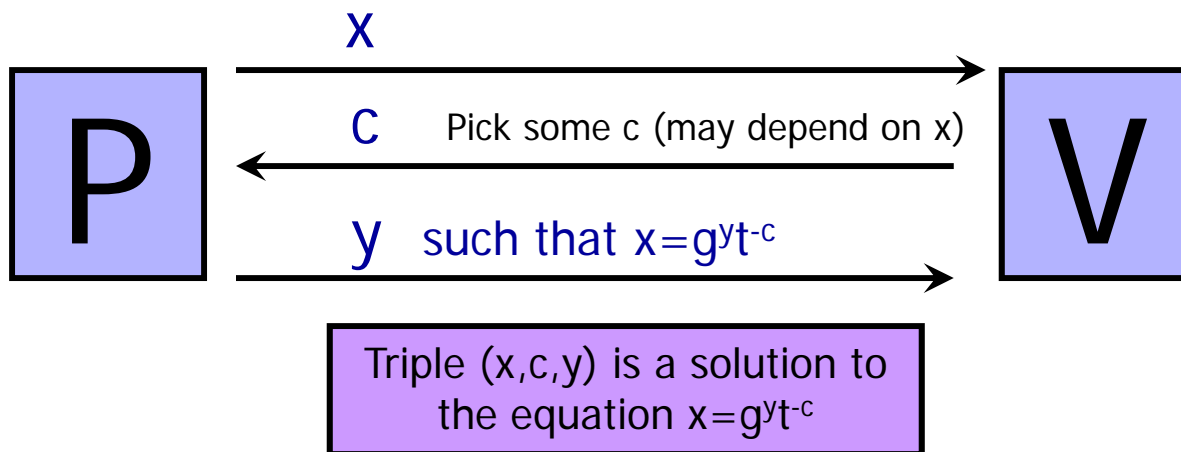 x
P
c Pick some c (may depend on x)
V
y such that x=gʸt⁻ᶜ
Triple (x,c,y) is a solution to
the equation x=gʸt⁻ᶜ